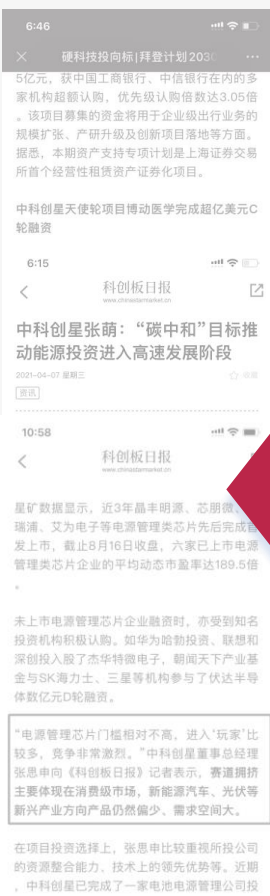 6:46
硬科技投向标|拜登计划203
5亿元，获中国工商银行、中信银行在内的多
家机构超额认购，优先级认购倍数达3.05倍
。该项目募集的资金将用于企业级出行业务的
规模扩张、产研升级及创新项目落地等方面。
据悉，本期资产支持专项计划是上海证券交易
所首个经营性租赁资产证券化项目。
中科创星天使轮项目博动医学完成超亿美元C
轮融资
6:15
科创板日报
www.chinastarmarket.cn
中科创星张萌：“碳中和”目标推
动能源投资进入高速发展阶段
2021-04-07 星期三
资讯
10:58
科创板日报
www.chinastarmarket.cn
星矿数据显示，近3年晶丰明源、芯朋微
瑞浦、艾为电子等电源管理类芯片先后完成首
发上市，截止8月16日收盘，六家已上市电源
管理类芯片企业的平均动态市盈率达189.5倍
。
未上市电源管理芯片企业融资时，亦受到知名
投资机构积极认购。如华为哈勃投资、联想和
深创投入股了杰华特微电子，朝闻天下产业基
金与SK海力士、三星等机构参与了伏达半导
体数亿元D轮融资。
“电源管理芯片门槛相对不高，进入‘玩家’比
较多，竞争非常激烈。”中科创星董事总经理
张思申向《科创板日报》记者表示，赛道拥挤
主要体现在消费级市场，新能源汽车、光伏等
新兴产业方向产品仍然偏少、需求空间大。
在项目投资选择上，张思申比较重视所投公司
的资源整合能力、技术上的领先优势等。近期
，中科创星已完成了一家电池电源管理公司投